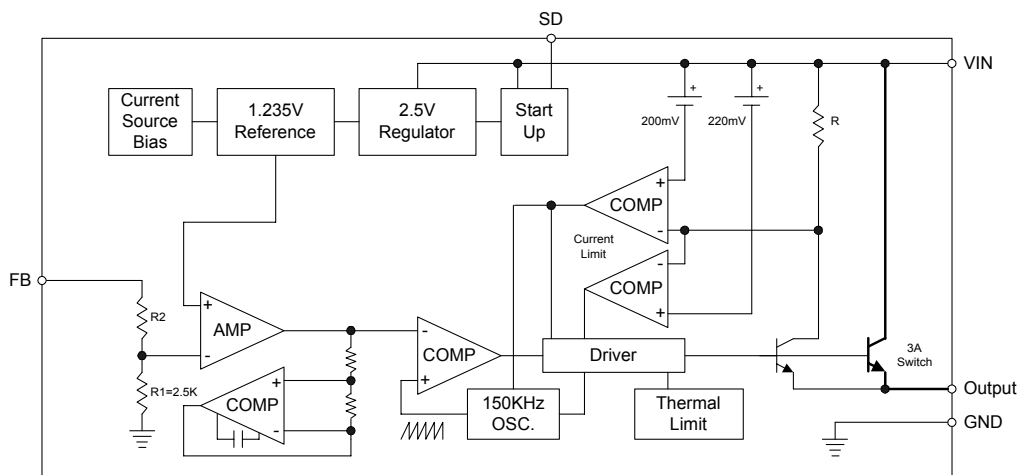 SD
VIN
Current
Source
Bias
1.235V
Reference
2.5V
Regulator
Start
Up
+
200mV
+
220mV
R
+
COMP
-
Current
Limit
-
COMP
+
FB
R2
+
AMP
-
R1=2.5K
+
COMP
-
-
COMP
+
Driver
150KHz
OSC.
Thermal
Limit
3A
Switch
Output
GND